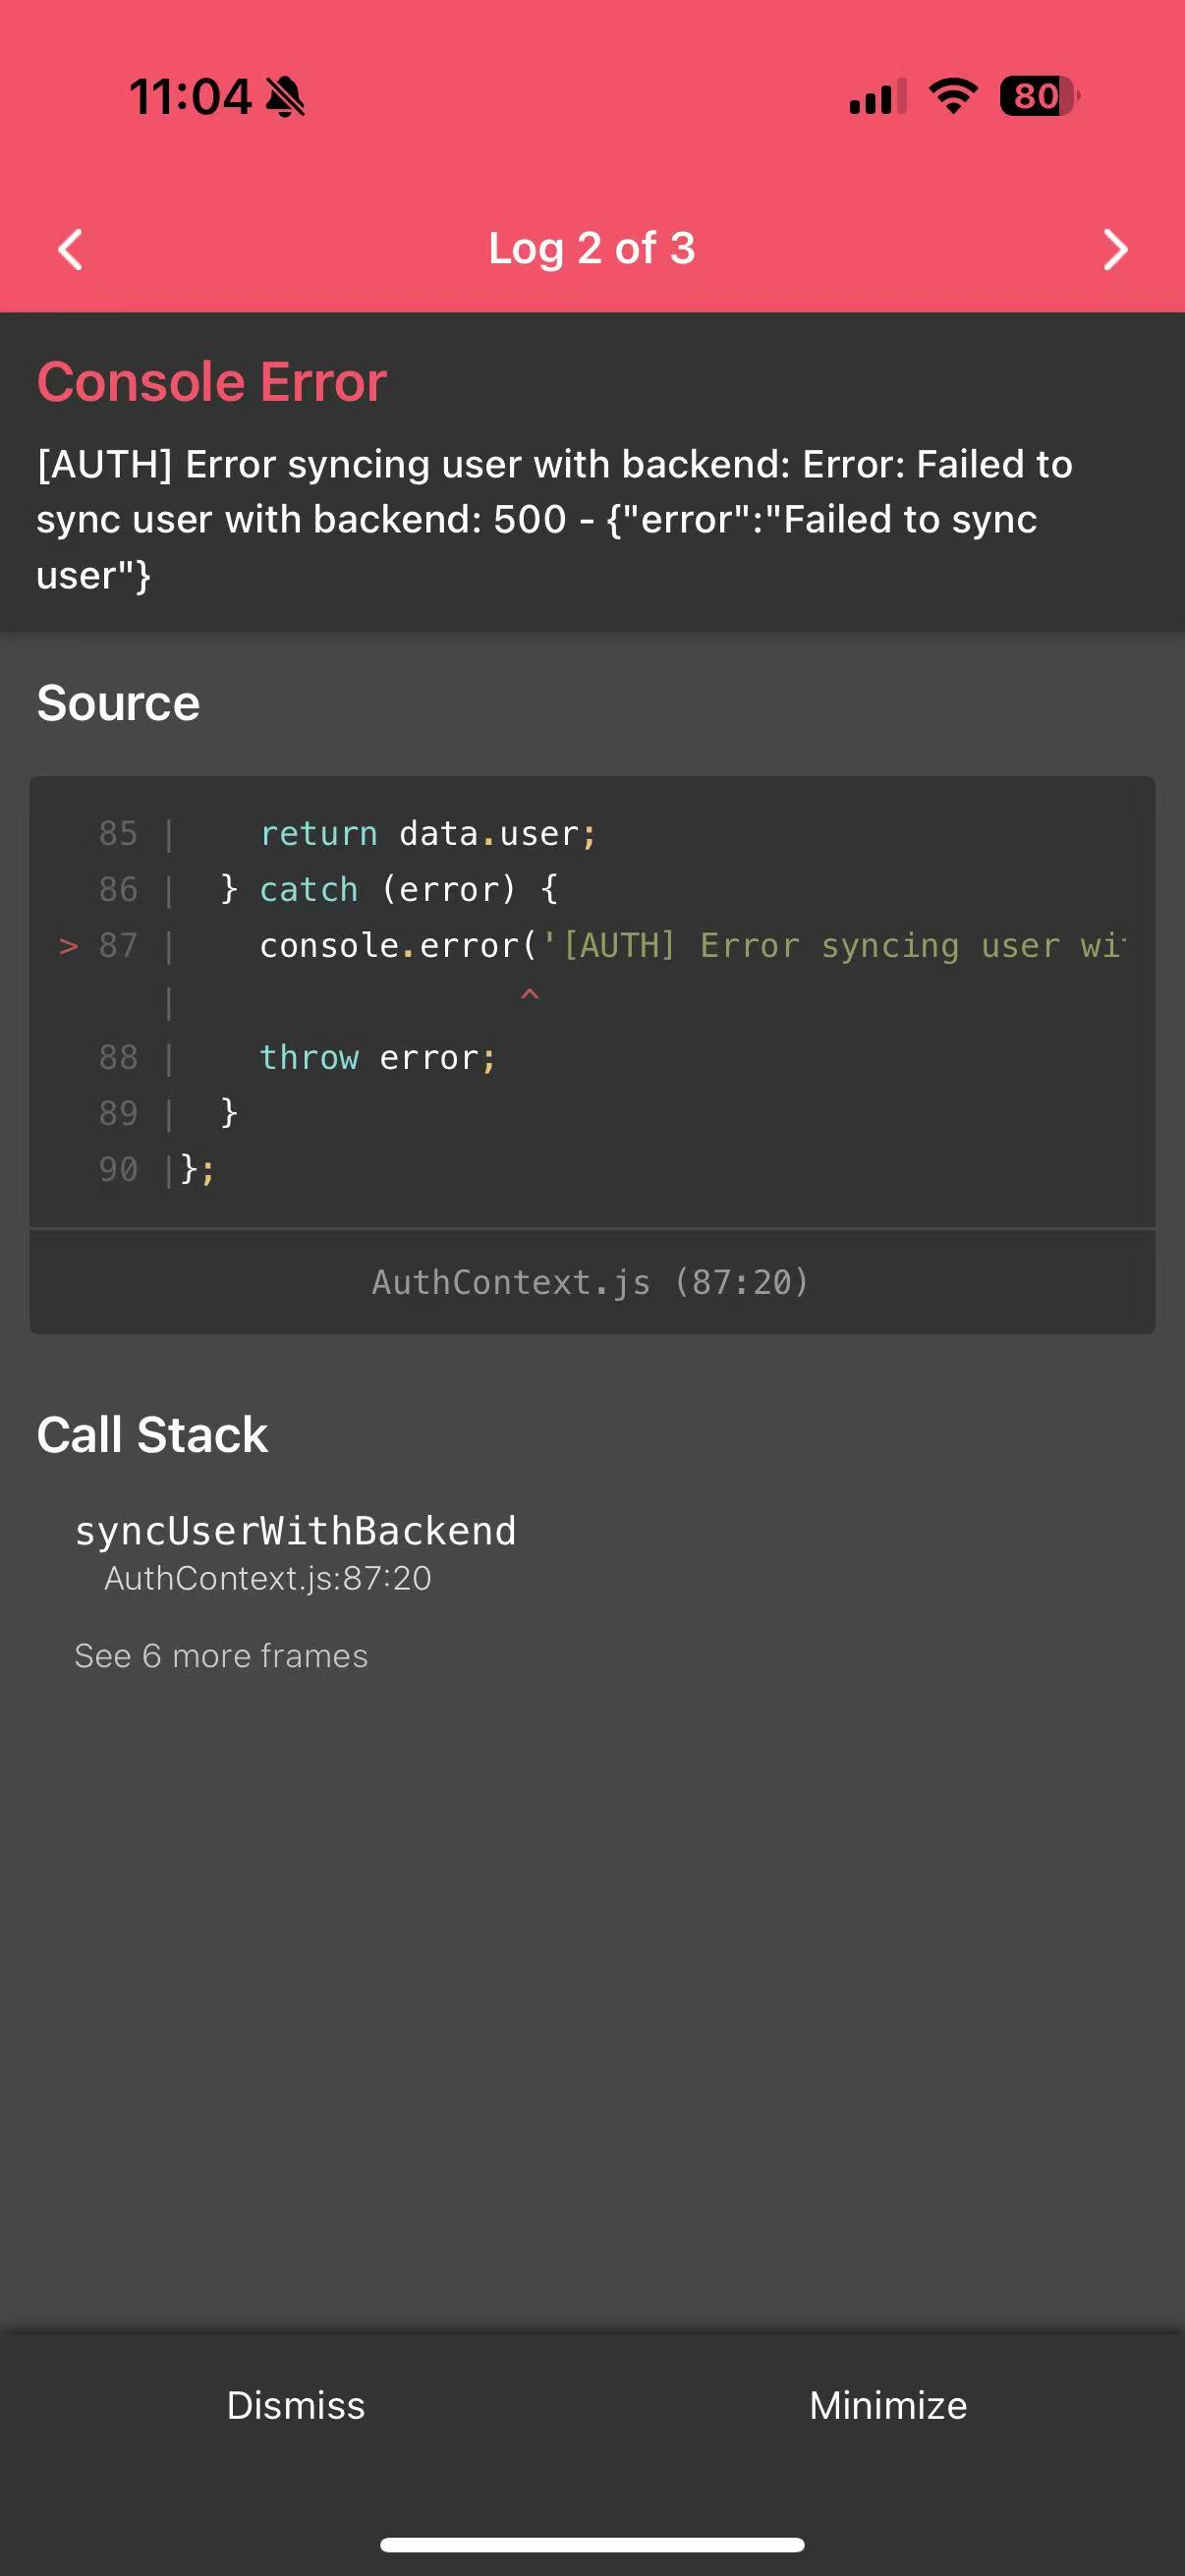 11:04
80
Log 2 of 3
Console Error
[AUTH] Error syncing user with backend: Error: Failed to
sync user with backend: 500 - {"error":"Failed to sync
user"}
Source
85 |    return data.user;
86 |  } catch (error) {
> 87 |    console.error('[AUTH] Error syncing user wi
|                 ^
88 |    throw error;
89 |  }
90 |};
AuthContext.js (87:20)
Call Stack
syncUserWithBackend
AuthContext.js:87:20
See 6 more frames
Dismiss
Minimize